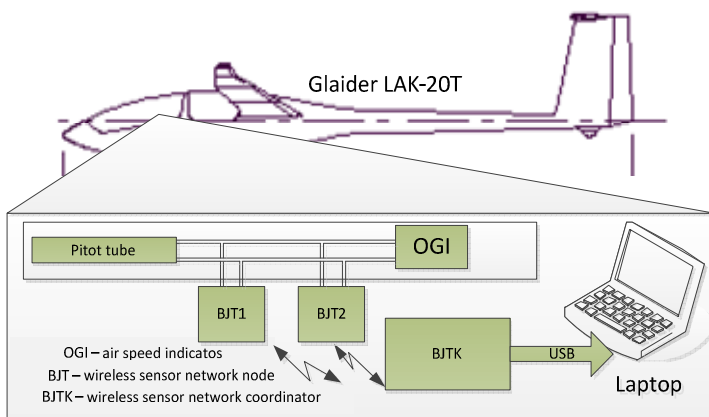 Glaider LAK-20T
Pitot tube
OGI
BJT1
BJT2
BJTK
USB
Laptop
OGI – air speed indicatos
BJT – wireless sensor network node
BJTK – wireless sensor network coordinator